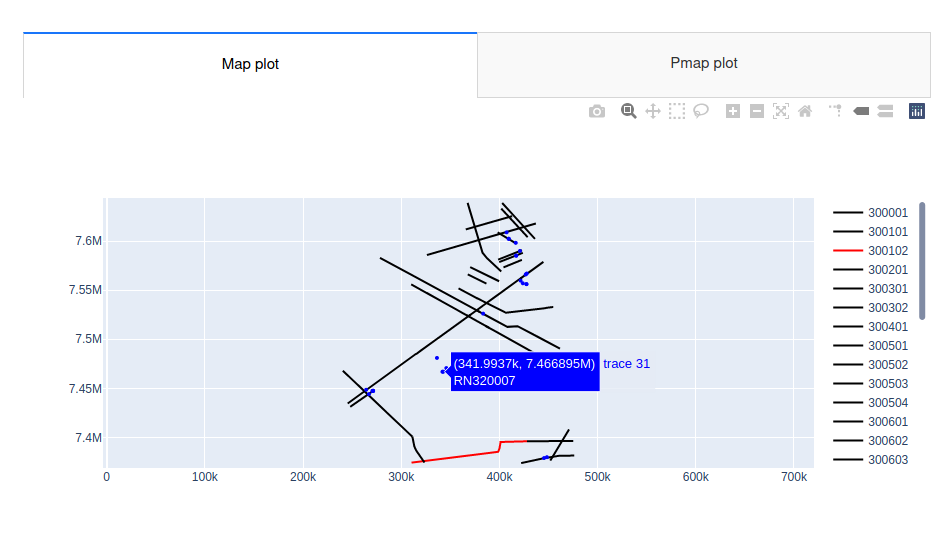 Map plot
Pmap plot
7.6M
7.55M
7.5M
7.45M
7.4M
0
100k
200k
300k
400k
500k
600k
700k
(341.9937k, 7.466895M) trace 31
RN320007
300001
300101
300102
300201
300301
300302
300401
300501
300502
300503
300504
300601
300602
300603